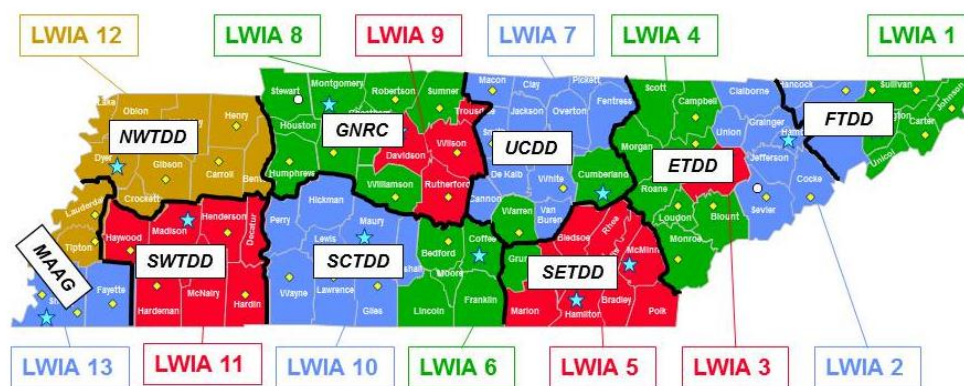 LWIA 12
LWIA 8
LWIA 9
LWIA 7
LWIA 4
LWIA 1
Lake
Obion
Henry
Dyer
Gibson
Carroll
Crockett
NWTDD
Lauderdale
Tipton
MAAG
Fayette
Haywood
Madison
Henderson
Decatur
SWTDD
Hardeman
McNairy
Hardin
Stewart
Montgomery
Robertson
Sumner
Houston
GNRC
Humphreys
Davidson
Wilson
Williamson
Rutherford
Perry
Hickman
Lewis
Maury
SCTDD
Wayne
Lawrence
Giles
Bedford
Coffee
Moore
Lincoln
Franklin
Macon
Clay
Pickett
Jackson
Overton
Fentress
UCDD
De Kalb
White
Cumberland
Cannon
Warren
Van
Buren
Bledsoe
Rhea
McMinn
SETDD
Marion
Hamilton
Bradley
Polk
Scott
Campbell
Claiborne
Morgan
Union
Grainger
ETDD
Jefferson
Roane
Loudon
Blount
Sevier
Cocke
Monroe
Hancock
Sullivan
Johnson
FTDD
Carter
Unicoi
LWIA 13
LWIA 11
LWIA 10
LWIA 6
LWIA 5
LWIA 3
LWIA 2